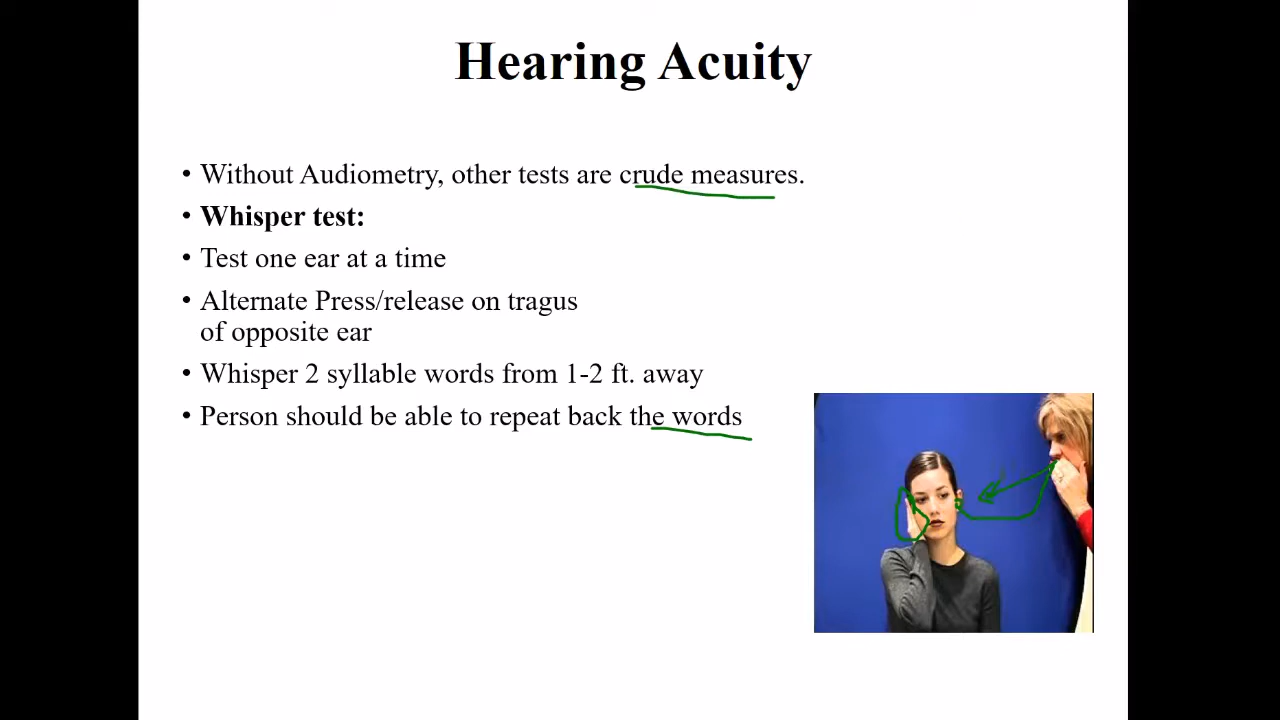 Hearing Acuity
• Without Audiometry, other tests are crude measures.
• Whisper test:
• Test one ear at a time
• Alternate Press/release on tragus
of opposite ear
• Whisper 2 syllable words from 1-2 ft. away
• Person should be able to repeat back the words